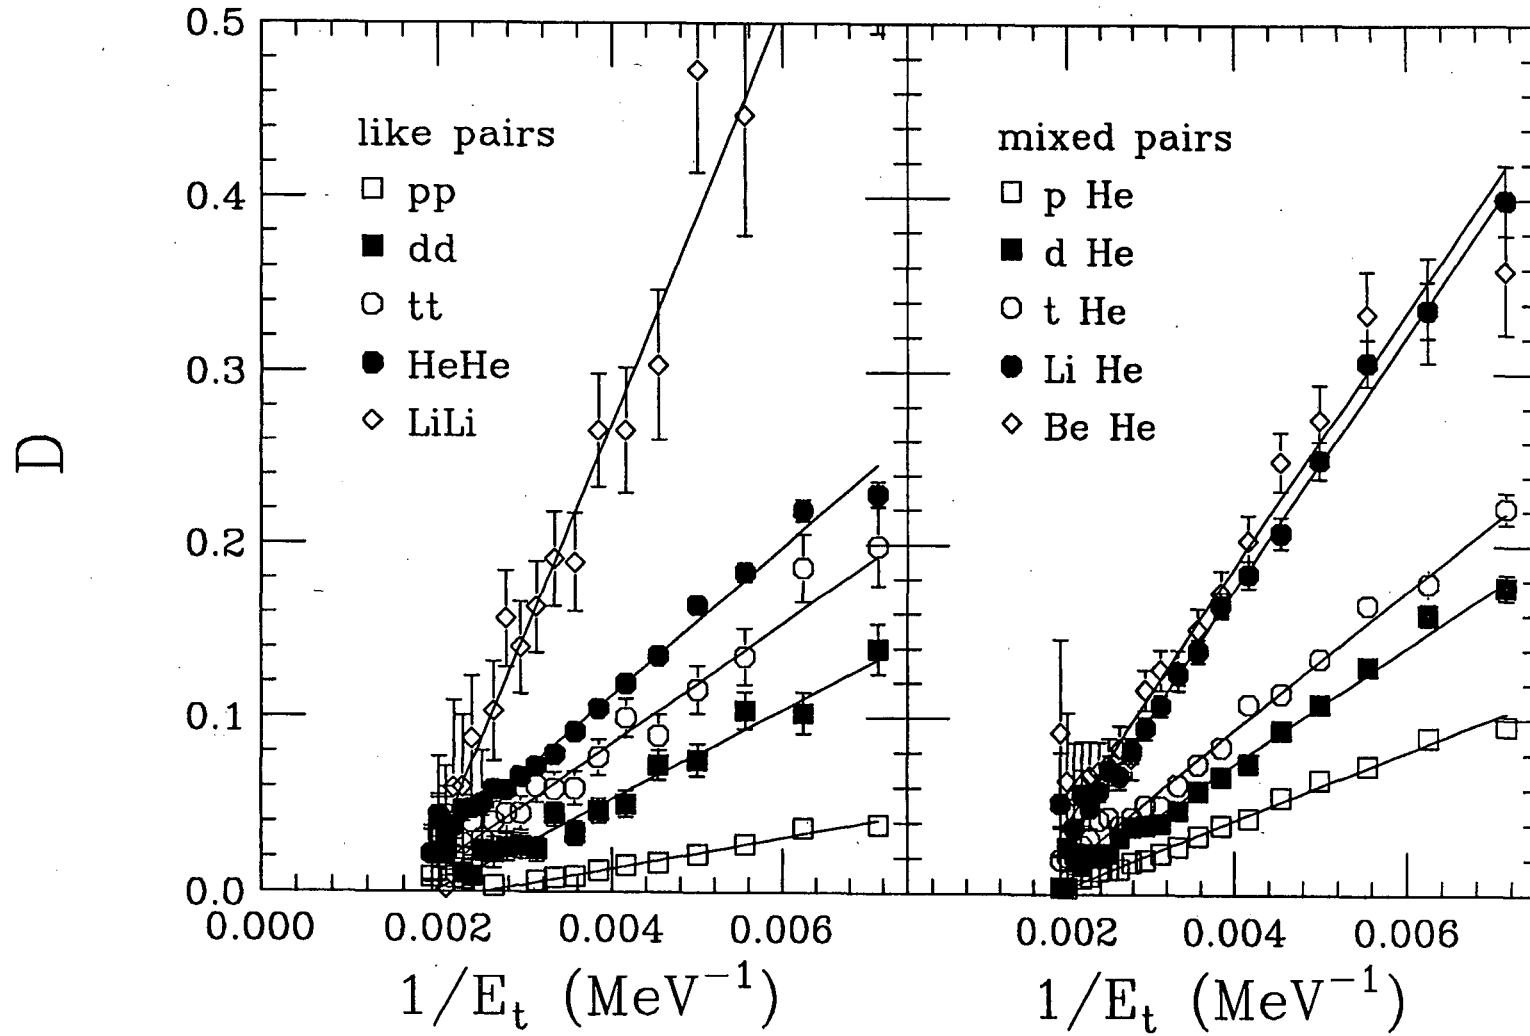 0.5
0.4
0.3
0.2
0.1
0.0
D
like pairs
pp
dd
tt
HeHe
LiLi
mixed pairs
p He
d He
t He
Li He
Be He
0.000 0.002 0.004 0.006
0.002 0.004 0.006
1/E_t (MeV⁻¹)
1/E_t (MeV⁻¹)